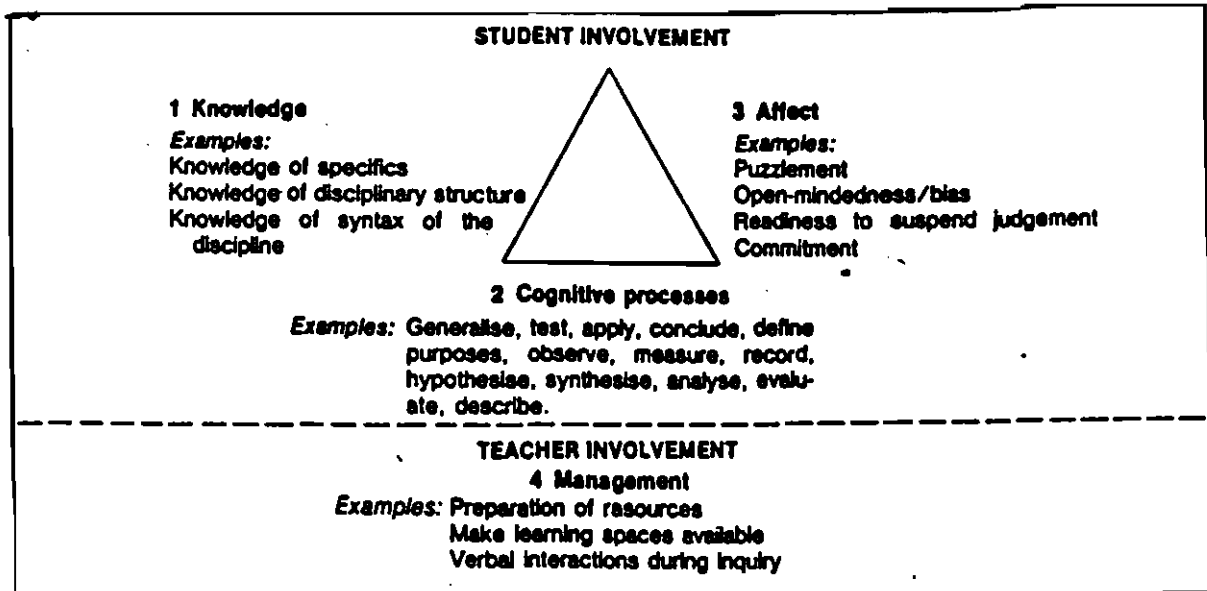 STUDENT INVOLVEMENT
1 Knowledge
Examples:
Knowledge of specifics
Knowledge of disciplinary structure
Knowledge of syntax of the
discipline
3 Affect
Examples:
Puzzlement
Open-mindedness/bias
Readiness to suspend judgement
Commitment
2 Cognitive processes
Examples: Generalise, test, apply, conclude, define
purposes, observe, measure, record,
hypothesise, synthesise, analyse, evalu-
ate, describe.
TEACHER INVOLVEMENT
4 Management
Examples: Preparation of resources
Make learning spaces available
Verbal interactions during inquiry